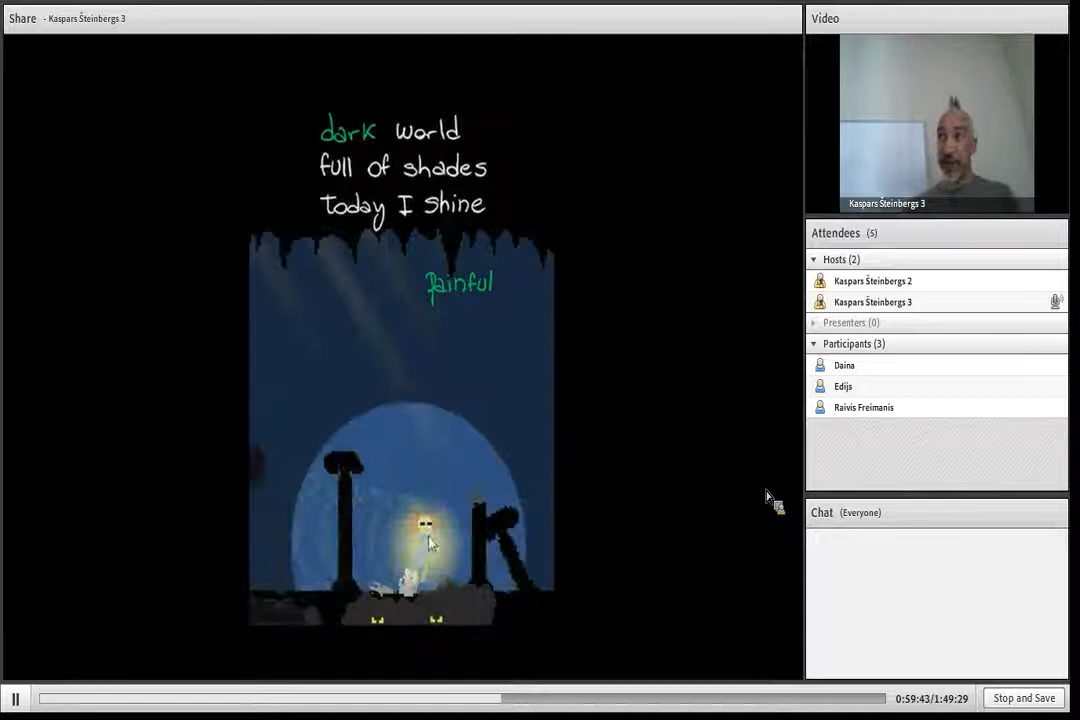 Share - Kaspars Šteinbergs 3
dark world
full of shades
today I shine
Painful
Video
Kaspars Šteinbergs 3
Attendees (5)
Hosts (2)
Kaspars Šteinbergs 2
Kaspars Šteinbergs 3
Presenters (0)
Participants (3)
Daina
Edijs
Raivis Freimanis
Chat (Everyone)
0:59:43/1:49:29
Stop and Save